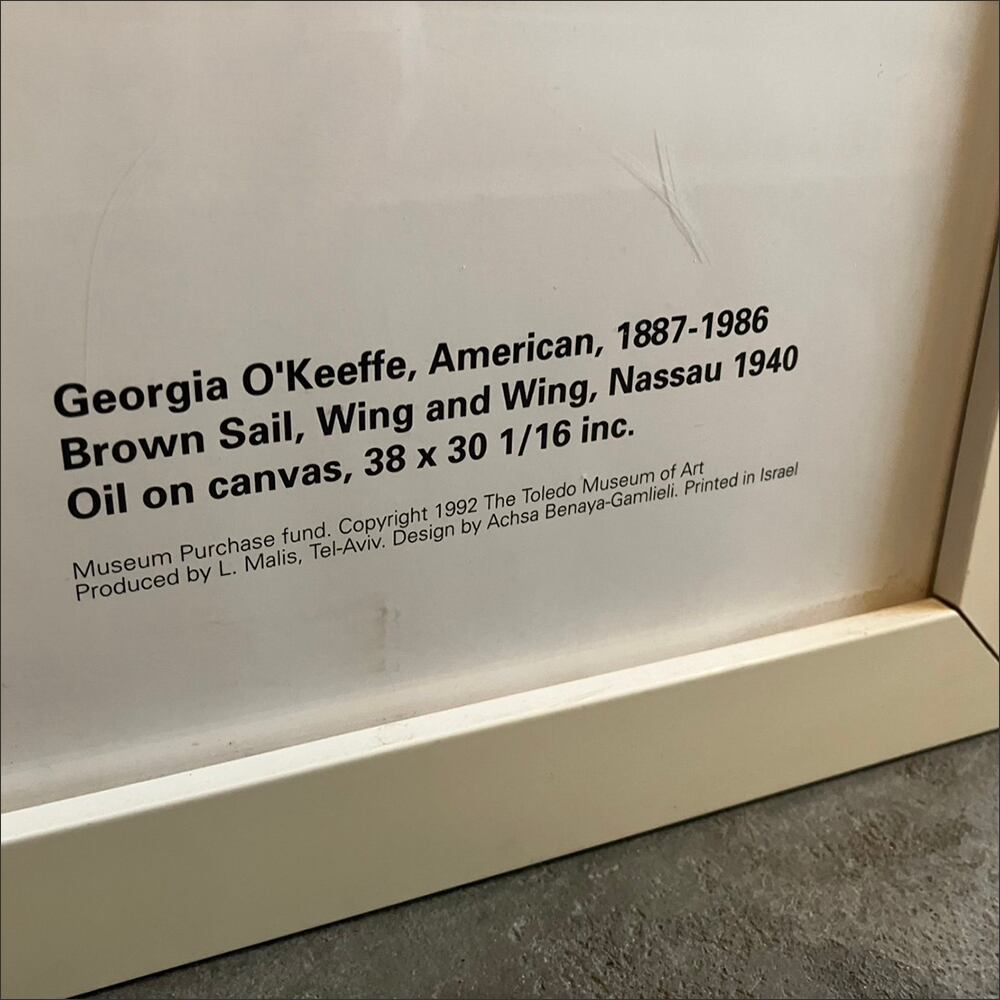 Georgia O'Keeffe, American, 1887-1986
Brown Sail, Wing and Wing, Nassau 1940
Oil on canvas, 38 x 30 1/16 inc.
Museum Purchase fund. Copyright 1992 The Toledo Museum of Art
Produced by L. Malis, Tel-Aviv. Design by Achsa Benaya-Gamlieli. Printed in Israel